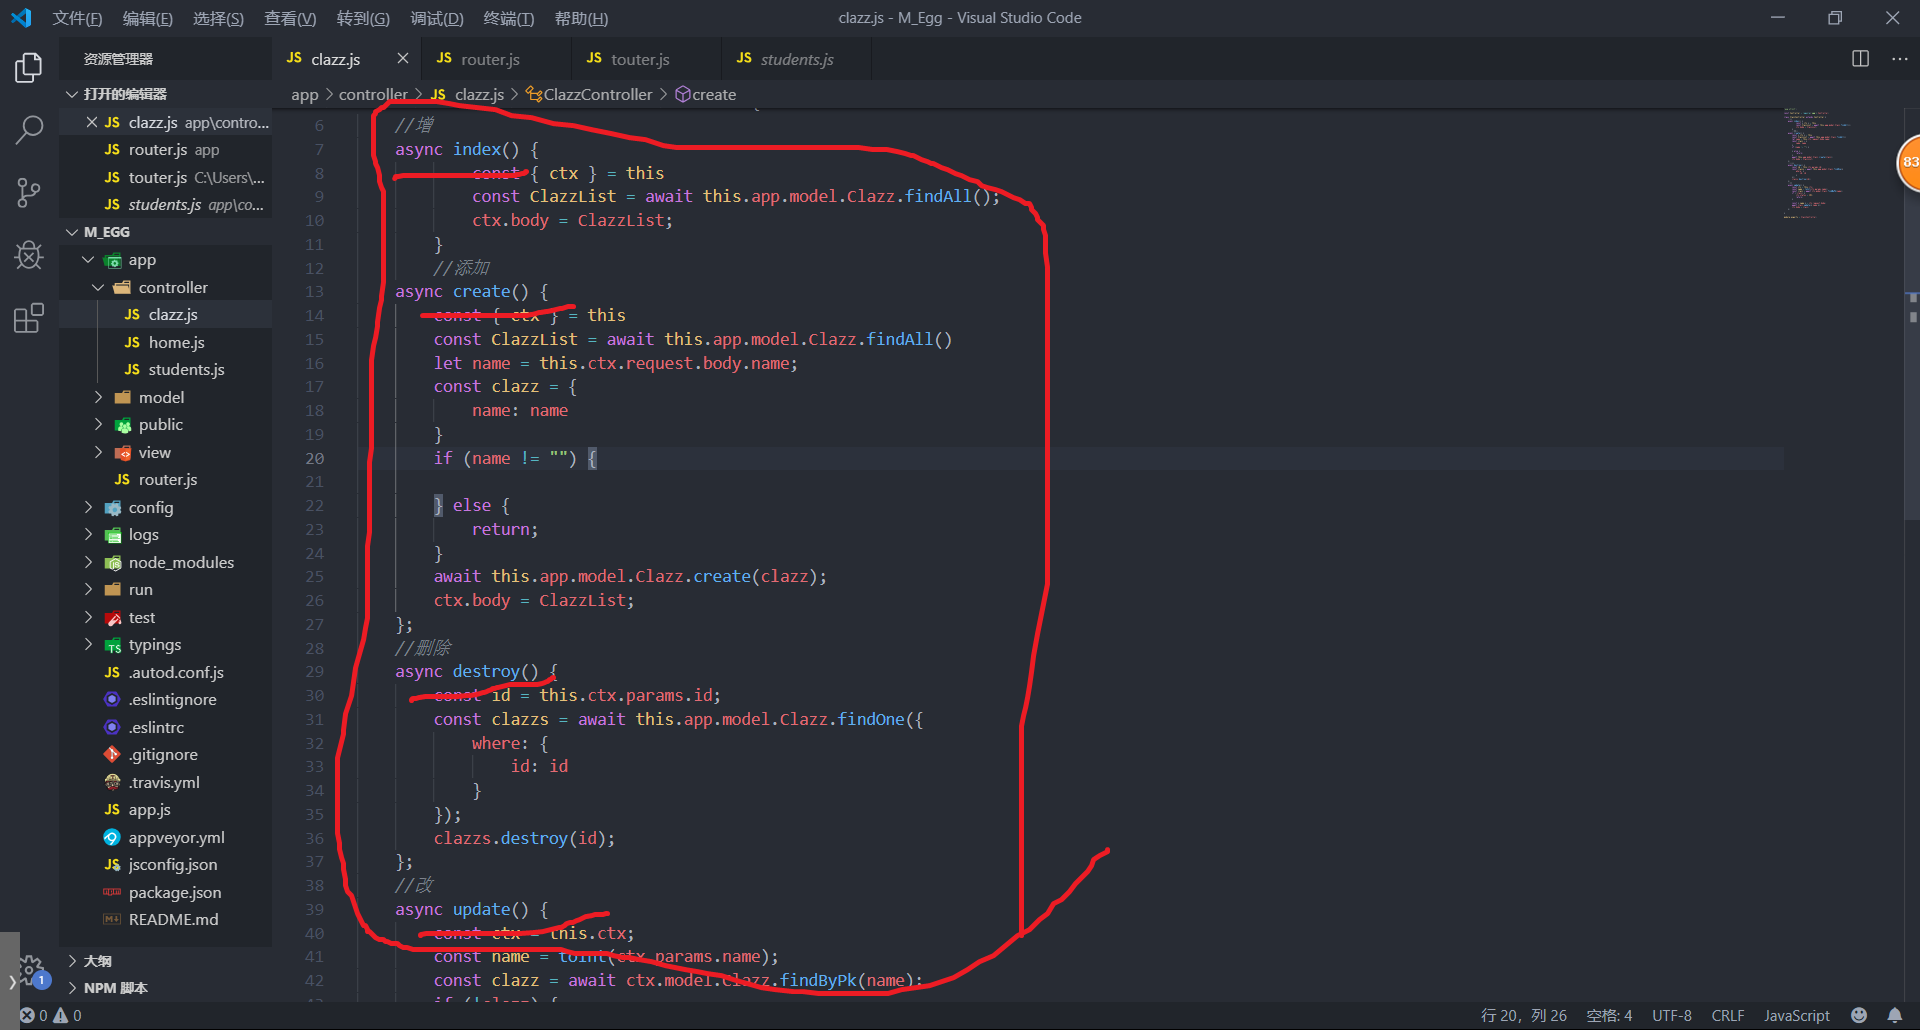 文件(F) 编辑(E) 选择(S) 查看(V) 转到(G) 调试(D) 终端(T) 帮助(H)
clazz.js - M_Egg - Visual Studio Code
资源管理器
打开的编辑器
clazz.js app\contro...
router.js app
touter.js C:\Users\...
students.js app\co...
M_EGG
app
controller
clazz.js
home.js
students.js
model
public
view
router.js
config
logs
node_modules
run
test
typings
.autod.conf.js
.eslintignore
.eslintrc
.gitignore
.travis.yml
app.js
appveyor.yml
jsconfig.json
package.json
README.md
大纲
NPM 脚本
1
JS clazz.js
JS router.js
JS touter.js
JS students.js
app > controller > JS clazz.js > ClazzController > create
6 //增
7 async index() {
8 const { ctx } = this
9 const ClazzList = await this.app.model.Clazz.findAll();
10 ctx.body = ClazzList;
11 }
12 //添加
13 async create() {
14 const { ctx } = this
15 const ClazzList = await this.app.model.Clazz.findAll()
16 let name = this.ctx.request.body.name;
17 const clazz = {
18 name: name
19 }
20 if (name != "") {
21
22 } else {
23 return;
24 }
25 await this.app.model.Clazz.create(clazz);
26 ctx.body = ClazzList;
27 };
28 //删除
29 async destroy() {
30 const id = this.ctx.params.id;
31 const clazzs = await this.app.model.Clazz.findOne({
32 where: {
33 id: id
34 }
35 });
36 clazzs.destroy(id);
37 };
38 //改
39 async update() {
40 const ctx = this.ctx;
41 const name = toInt(ctx.params.name);
42 const clazz = await ctx.model.Clazz.findByPk(name);
83
0 0
行 20，列 26 空格: 4 UTF-8 CRLF JavaScript